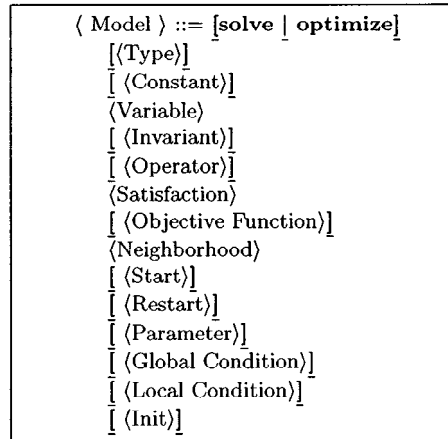 ⟨ Model ⟩ ::= [solve | optimize]
[⟨Type⟩]
[ ⟨Constant⟩]
⟨Variable⟩
[ ⟨Invariant⟩]
[ ⟨Operator⟩]
⟨Satisfaction⟩
[ ⟨Objective Function⟩]
⟨Neighborhood⟩
[ ⟨Start⟩]
[ ⟨Restart⟩]
[ ⟨Parameter⟩]
[ ⟨Global Condition⟩]
[ ⟨Local Condition⟩]
[ ⟨Init⟩]